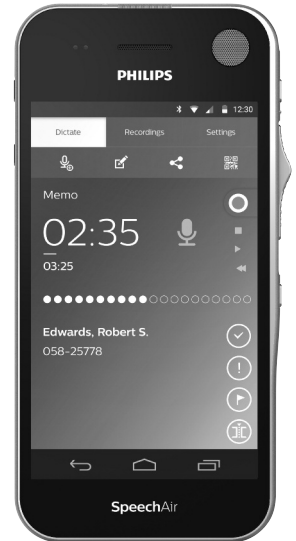 PHILIPS
12:30
Dictate Recordings Settings
Memo
02:35
03:25
Edwards, Robert S.
058-25778
SpeechAir